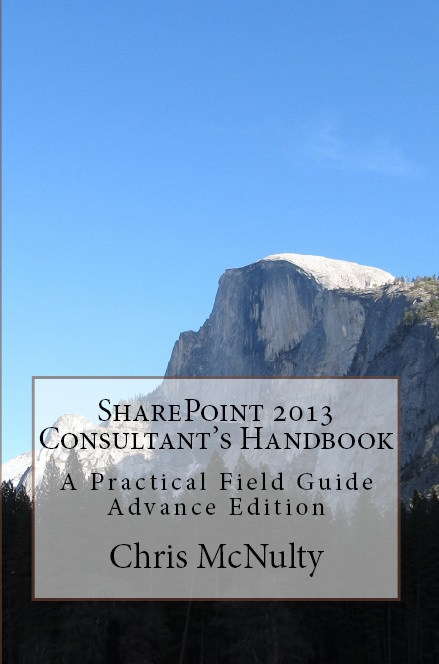 SharePoint 2013
Consultant's Handbook
A Practical Field Guide
Advance Edition
Chris McNulty